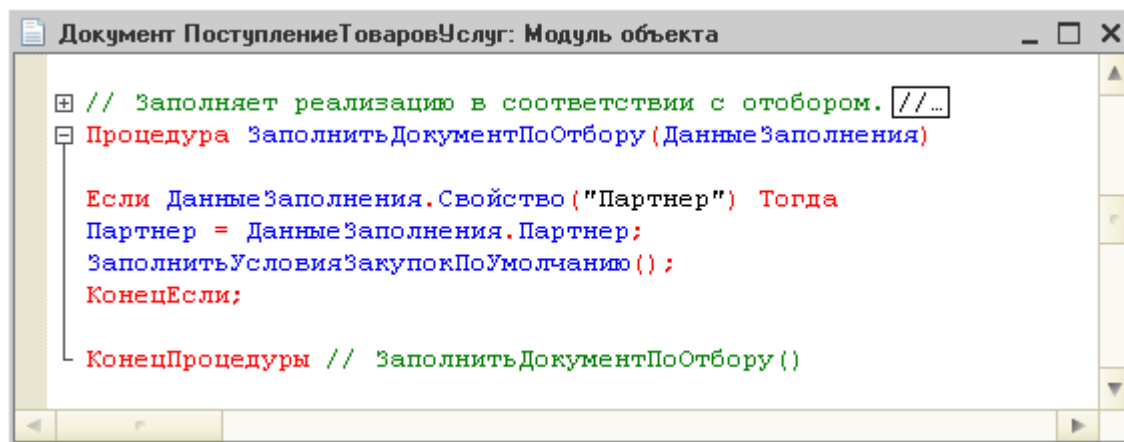 Документ ПоступлениеТоваровУслуг: Модуль объекта
// Заполняет реализацию в соответствии с отобором. //…
Процедура ЗаполнитьДокументПоОтбору(ДанныеЗаполнения)
Если ДанныеЗаполнения.Свойство("Партнер") Тогда
Партнер = ДанныеЗаполнения.Партнер;
ЗаполнитьУсловияЗакупокПоУмолчанию();
КонецЕсли;
КонецПроцедуры // ЗаполнитьДокументПоОтбору()